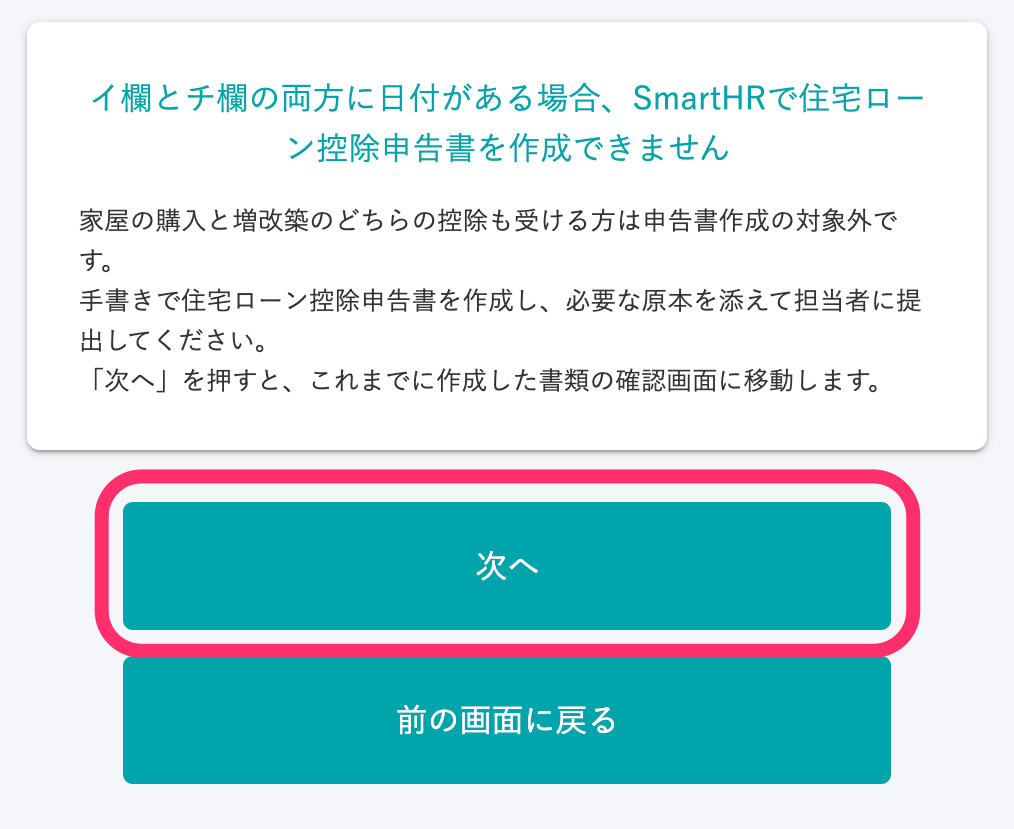 イ欄とチ欄の両方に日付がある場合、SmartHRで住宅ロー
ン控除申告書を作成できません
家屋の購入と増改築のどちらの控除も受ける方は申告書作成の対象外で
す。
手書きで住宅ローン控除申告書を作成し、必要な原本を添えて担当者に提
出してください。
「次へ」を押すと、これまでに作成した書類の確認画面に移動します。
次へ
前の画面に戻る